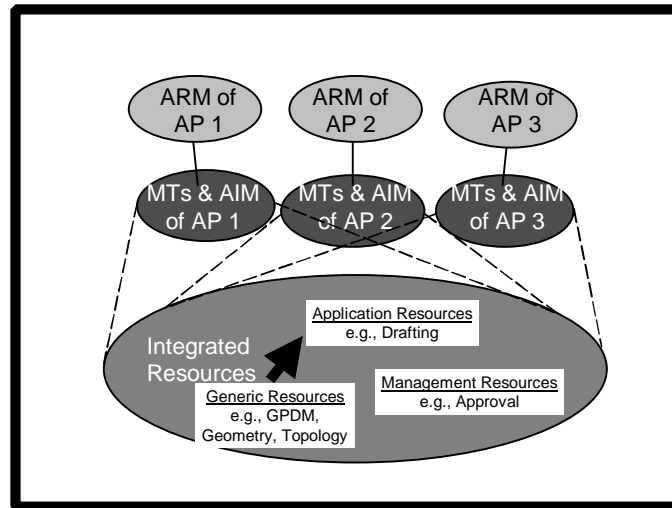 ARM of
AP 1
ARM of
AP 2
ARM of
AP 3
MTs & AIM
of AP 1
MTs & AIM
of AP 2
MTs & AIM
of AP 3
Application Resources
e.g., Drafting
Integrated
Resources
Management Resources
e.g., Approval
Generic Resources
e.g., GPDM,
Geometry, Topology